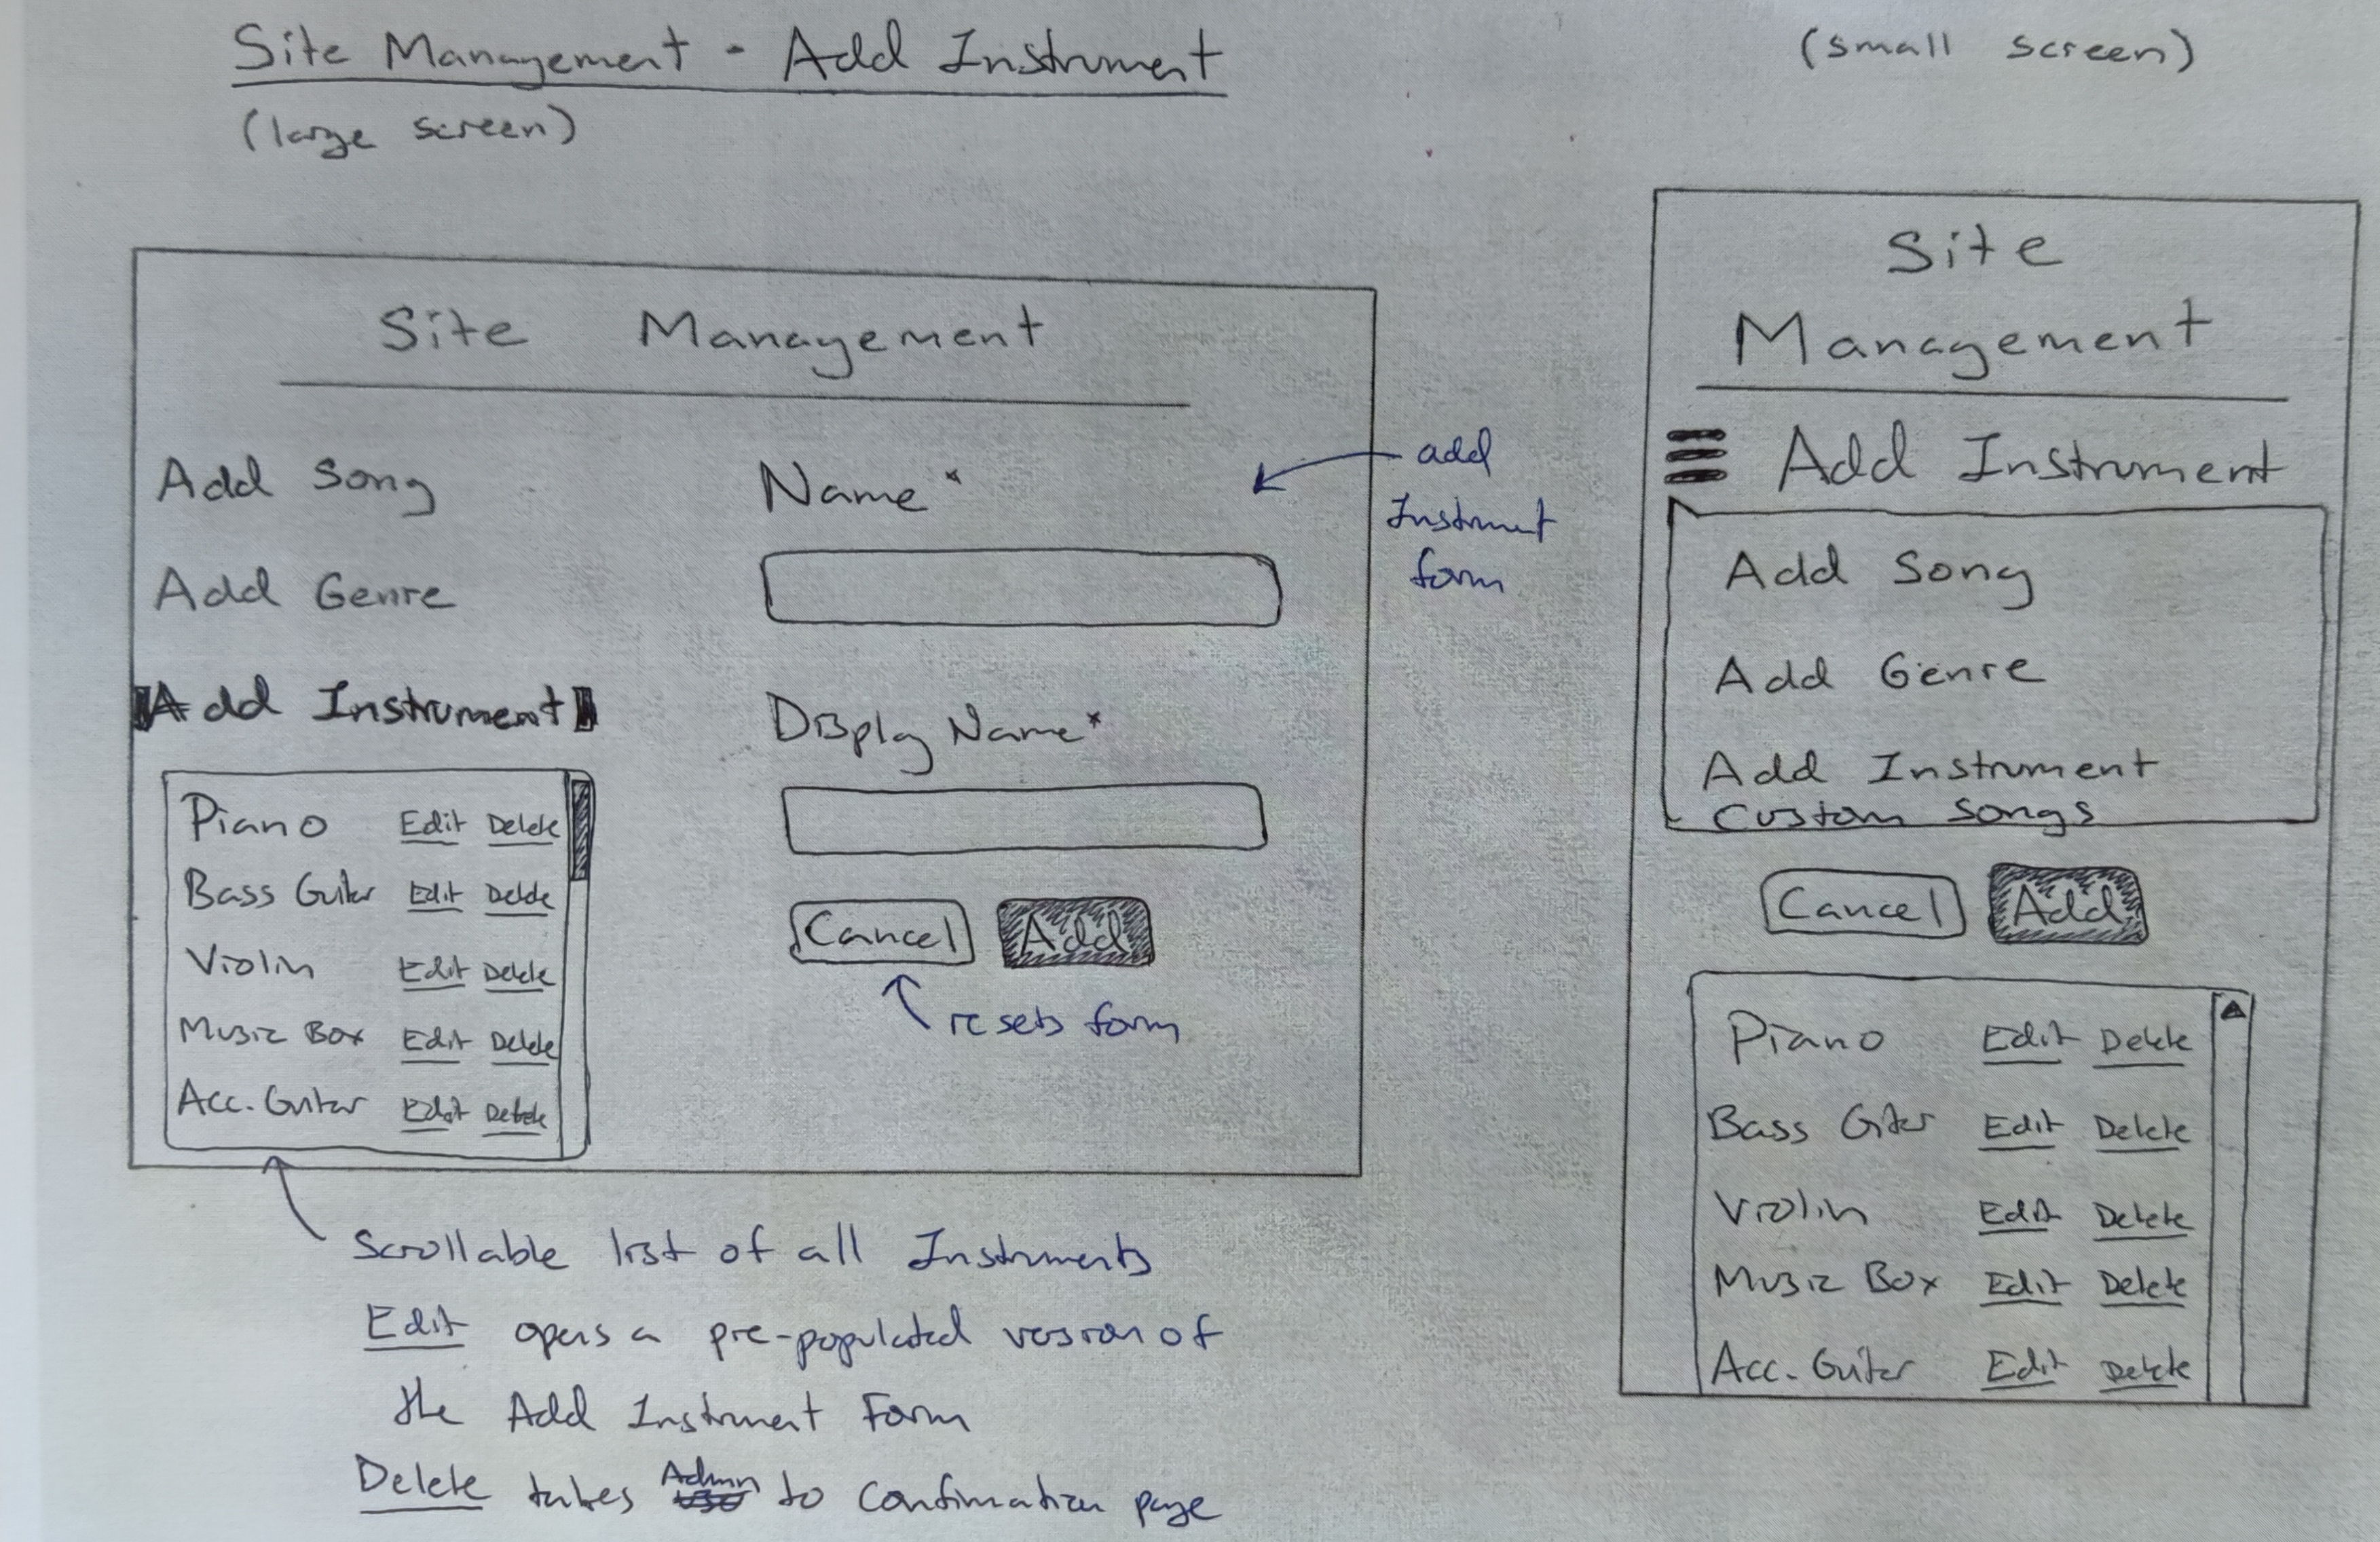 Site Management - Add Instrument
(large screen)
Site Management
Add Song
Add Genre
Add Instrument
Piano Edit Delete
Bass Guitar Edit Delete
Violin Edit Delete
Music Box Edit Delete
Acc. Guitar Edit Delete
Name*
Display Name*
Cancel Add
resets form
add
Instrument
form
Scrollable list of all Instruments
Edit opens a pre-populated version of
the Add Instrument Form
Delete takes Admin to confirmation page
(small screen)
Site
Management
Add Instrument
Add Song
Add Genre
Add Instrument
Custom Songs
Cancel Add
Piano Edit Delete
Bass Giter Edit Delete
Violin Edit Delete
Music Box Edit Delete
Acc. Guitar Edit Delete